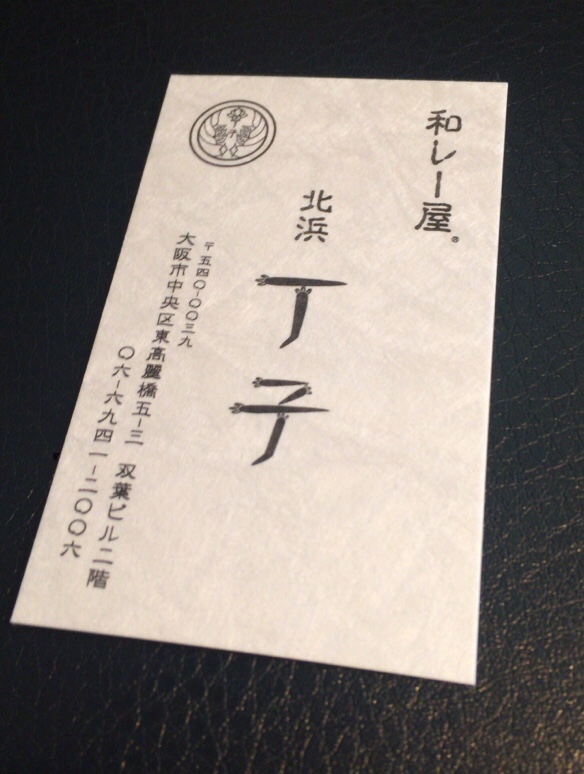 和レー屋。
北浜
丁子
〒五四〇-〇〇三九
大阪市中央区東高麗橋五-三 双葉ビル二階
〇六-六九四一-二〇〇六